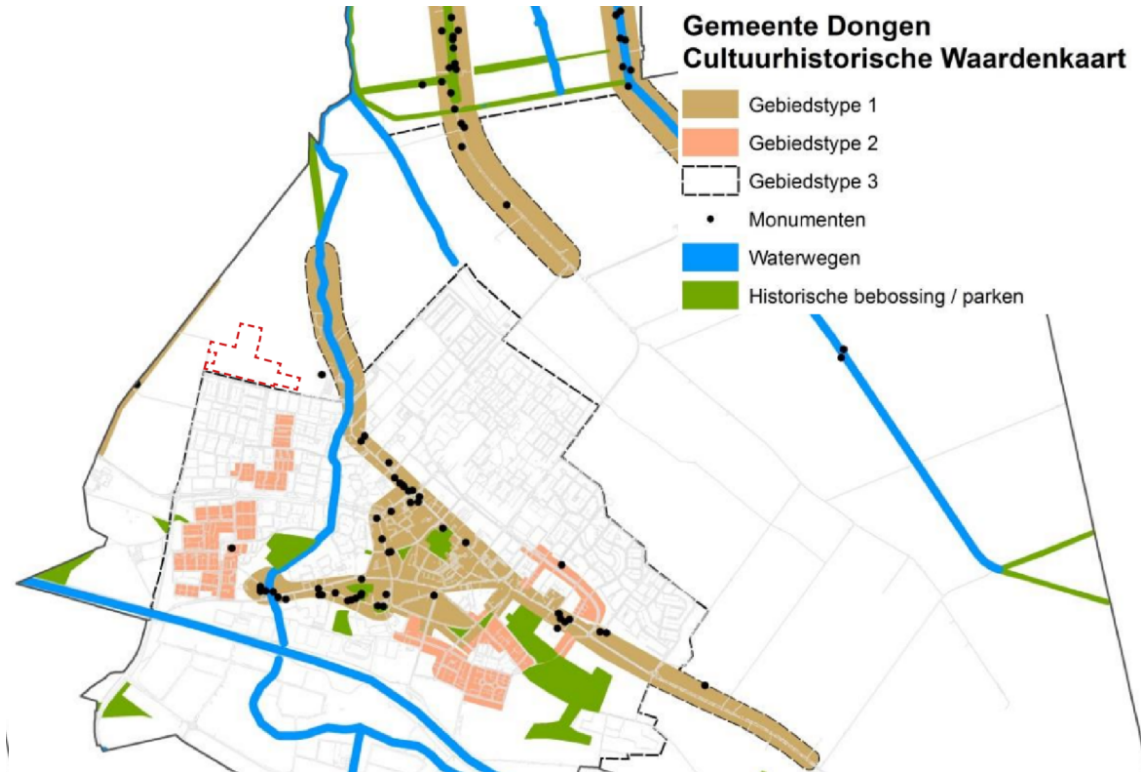 Gemeente Dongen
Cultuurhistorische Waardenkaart
Gebiedstype 1
Gebiedstype 2
Gebiedstype 3
Monumenten
Waterwegen
Historische bebossing / parken